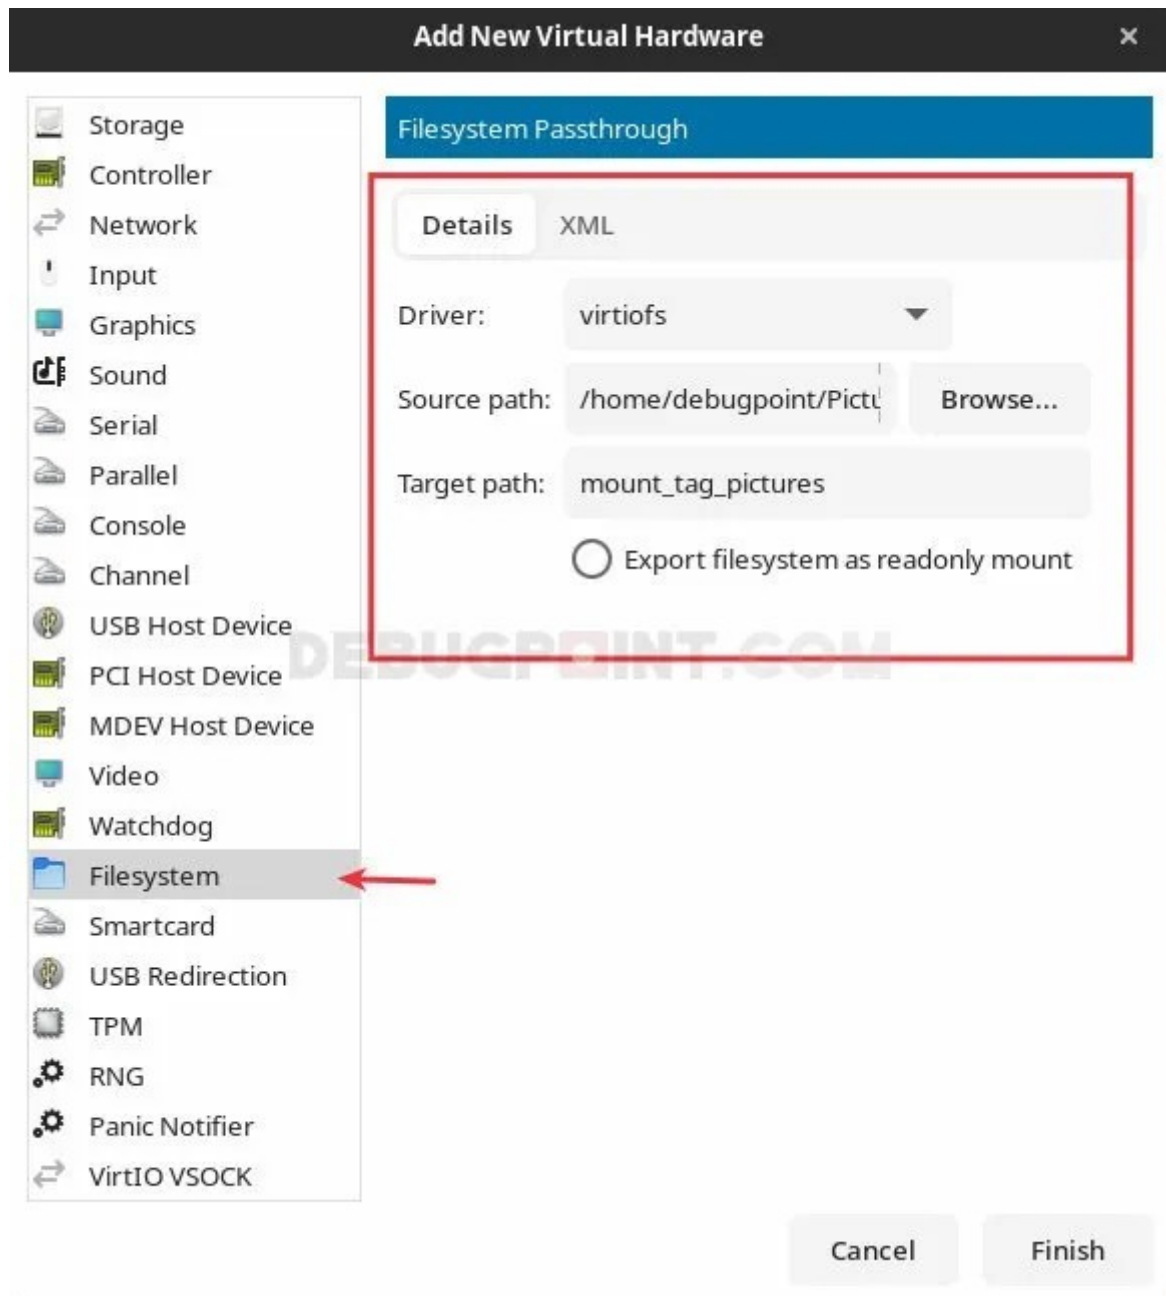 Add New Virtual Hardware
Storage
Controller
Network
Input
Graphics
Sound
Serial
Parallel
Console
Channel
USB Host Device
PCI Host Device
MDEV Host Device
Video
Watchdog
Filesystem
Smartcard
USB Redirection
TPM
RNG
Panic Notifier
VirtIO VSOCK
Filesystem Passthrough
Details XML
Driver: virtiofs
Source path: /home/debugpoint/Pictu Browse...
Target path: mount_tag_pictures
Export filesystem as readonly mount
DEBUGPOINT.COM
Cancel Finish